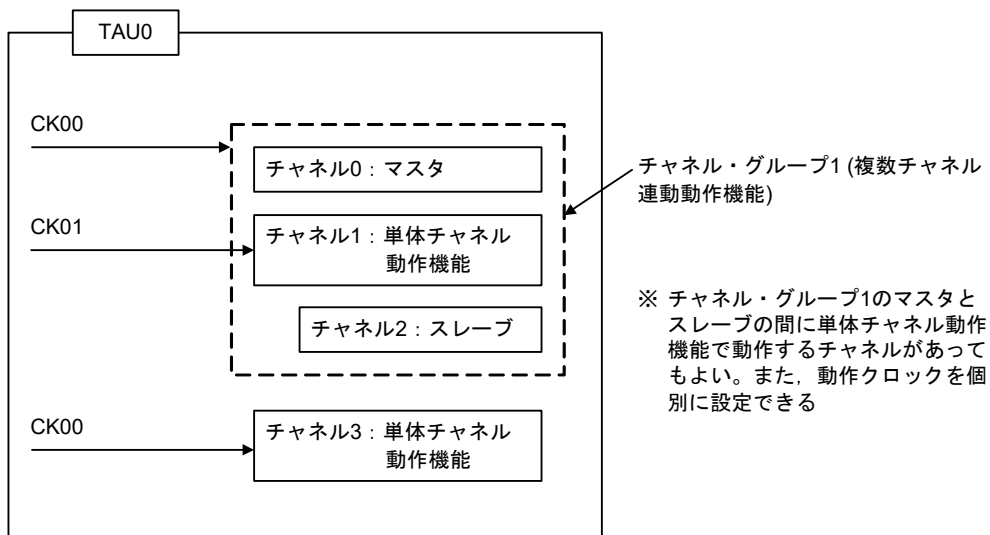 TAU0
CK00
チャネル0：マスタ
CK01
チャネル1：単体チャネル
動作機能
チャネル2：スレーブ
CK00
チャネル3：単体チャネル
動作機能
チャネル・グループ1 (複数チャネル
連動動作機能)
※ チャネル・グループ1のマスタと
スレーブの間に単体チャネル動作
機能で動作するチャネルがあって
もよい。また，動作クロックを個
別に設定できる